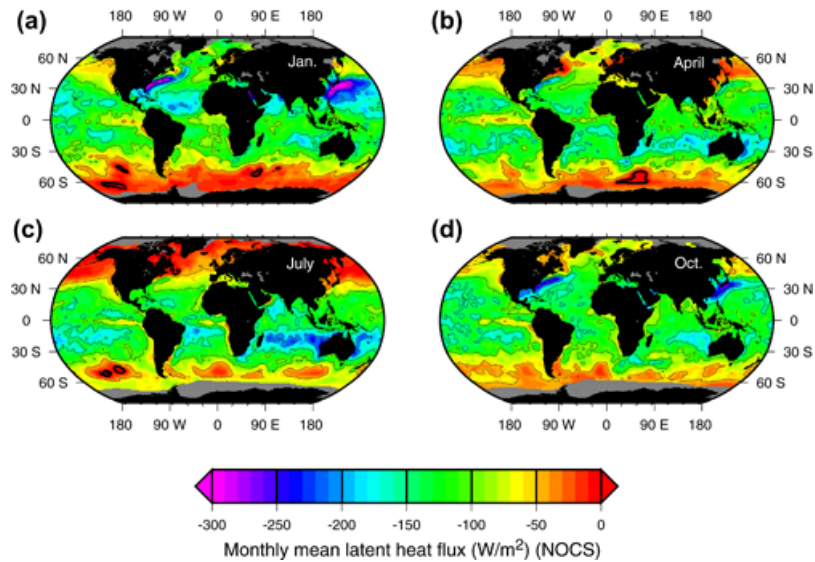 (a) 180 90 W 0 90 E 180 (b) 180 90 W 0 90 E 180
60 N Jan. 60 N April
30 N 30 N
0 0
30 S 30 S
60 S 60 S
(c) (d)
60 N July 60 N Oct.
30 N 30 N
0 0
30 S 30 S
60 S 60 S
180 90 W 0 90 E 180 180 90 W 0 90 E 180
-300 -250 -200 -150 -100 -50 0
Monthly mean latent heat flux (W/m²) (NOCS)